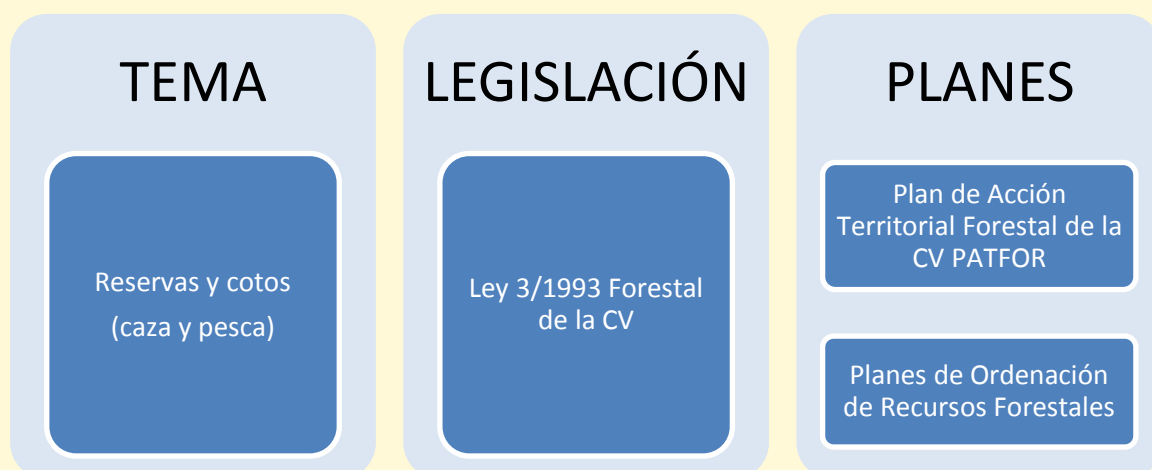 TEMA
Reservas y cotos
(caza y pesca)
LEGISLACIÓN
Ley 3/1993 Forestal
de la CV
PLANES
Plan de Acción
Territorial Forestal de la
CV PATFOR
Planes de Ordenación
de Recursos Forestales